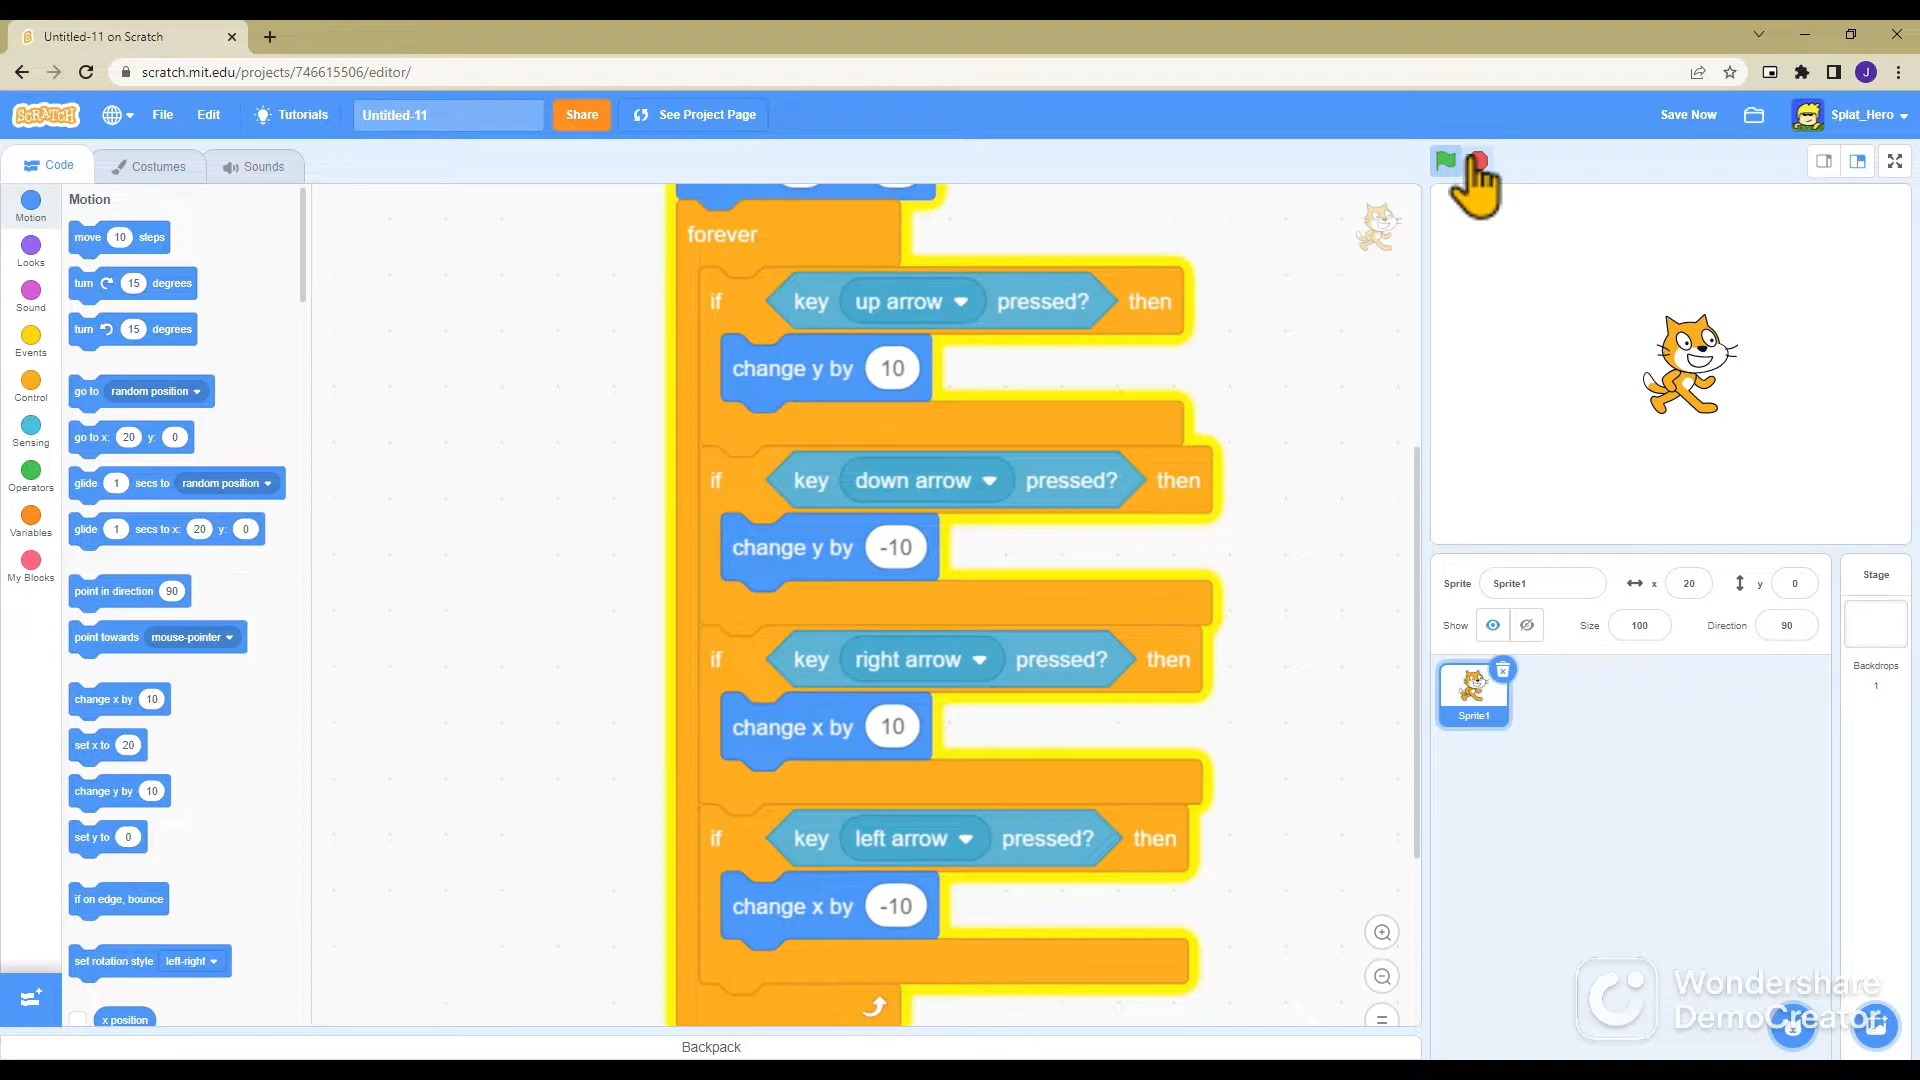 Untitled-11 on Scratch
scratch.mit.edu/projects/746615506/editor/
J
SCRATCH
File
Edit
Tutorials
Untitled-11
Share
See Project Page
Save Now
Splat_Hero
Code
Costumes
Sounds
Motion
Looks
Sound
Events
Control
Sensing
Operators
Variables
My Blocks
Motion
move 10 steps
turn 15 degrees
turn 15 degrees
go to random position
go to x: 20 y: 0
glide 1 secs to random position
glide 1 secs to x: 20 y: 0
point in direction 90
point towards mouse-pointer
change x by 10
set x to 20
change y by 10
set y to 0
if on edge, bounce
set rotation style left-right
x position
forever
if key up arrow pressed? then
change y by 10
if key down arrow pressed? then
change y by -10
if key right arrow pressed? then
change x by 10
if key left arrow pressed? then
change x by -10
Backpack
Sprite Sprite1 x 20 y 0
Show Size 100 Direction 90
Sprite1
Stage
Backdrops
1
Wondershare
DemoCreator